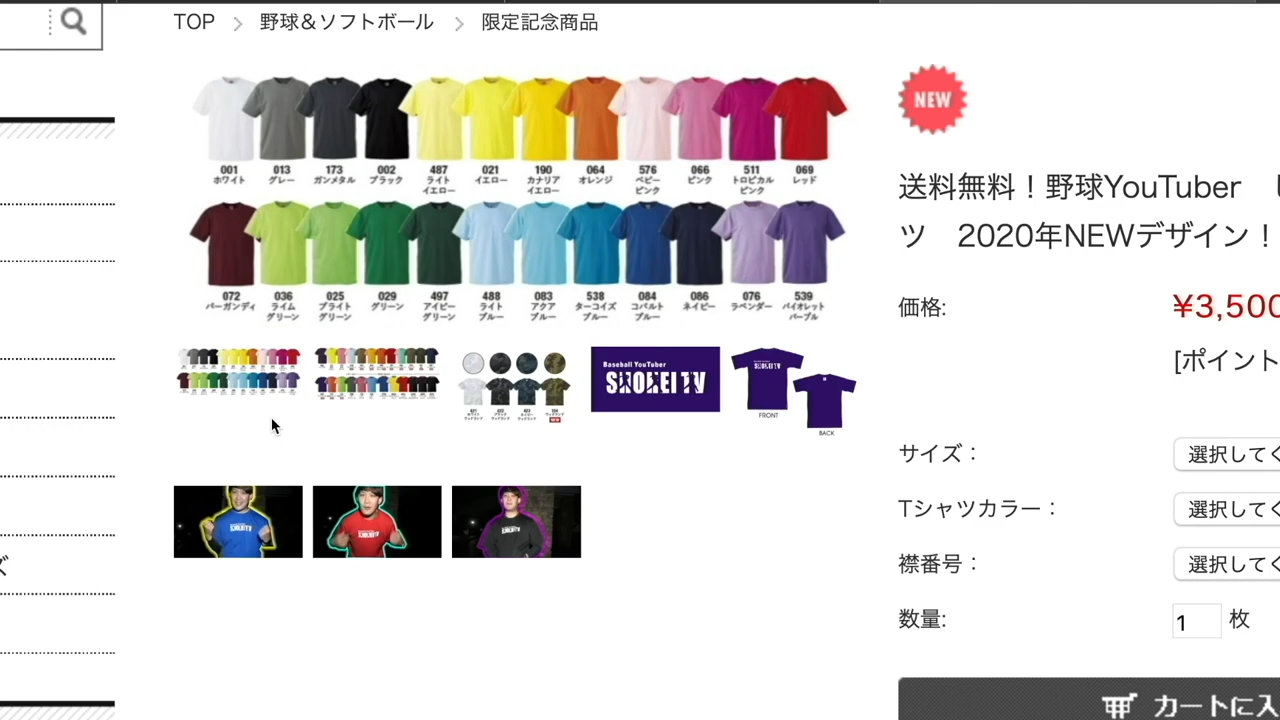 TOP > 野球＆ソフトボール > 限定記念商品
NEW
001 013 173 002 487 021 190 064 576 066 511 069
ホワイト グレー ガンメタル ブラック ライトイエロー イエロー カナリアイエロー オレンジ ベビーピンク ピンク トロピカルピンク レッド
072 036 025 029 497 488 083 538 084 086 076 539
バーガンディ ライムグリーン ブライトグリーン グリーン アイビーグリーン ライトブルー アクアブルー ターコイズブルー コバルトブルー ネイビー ラベンダー バイオレットパープル
Baseball YouTuber
SHOHEI TV
FRONT
BACK
送料無料！野球YouTuber 「
ツ　2020年NEWデザイン！
価格: ¥3,500
[ポイント
サイズ： 選択してく
Tシャツカラー： 選択してく
襟番号： 選択してく
数量: 1 枚
カートに入
ズ